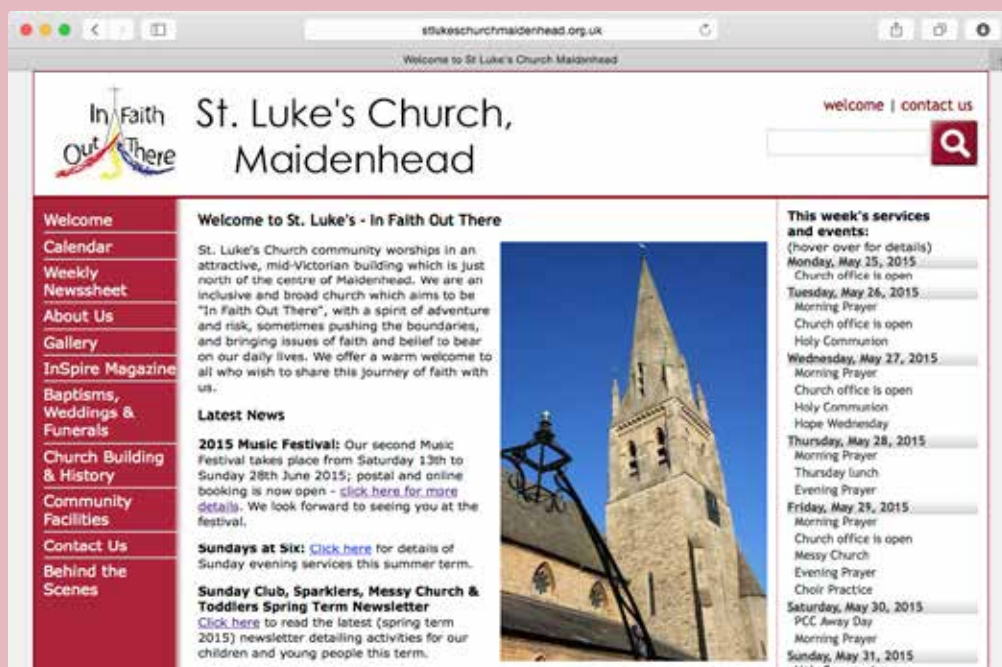 stlukeschurchmaidenhead.org.uk
Welcome to St Luke's Church Maidenhead
In Faith
Out There
St. Luke's Church,
Maidenhead
welcome | contact us
Welcome
Calendar
Weekly
Newssheet
About Us
Gallery
InSpire Magazine
Baptisms,
Weddings &
Funerals
Church Building
& History
Community
Facilities
Contact Us
Behind the
Scenes
Welcome to St. Luke's - In Faith Out There
St. Luke's Church community worships in an
attractive, mid-Victorian building which is just
north of the centre of Maidenhead. We are an
inclusive and broad church which aims to be
"In Faith Out There", with a spirit of adventure
and risk, sometimes pushing the boundaries,
and bringing issues of faith and belief to bear
on our daily lives. We offer a warm welcome to
all who wish to share this journey of faith with
us.
Latest News
2015 Music Festival: Our second Music
Festival takes place from Saturday 13th to
Sunday 28th June 2015; postal and online
booking is now open - click here for more
details. We look forward to seeing you at the
festival.
Sundays at Six: Click here for details of
Sunday evening services this summer term.
Sunday Club, Sparklers, Messy Church &
Toddlers Spring Term Newsletter
Click here to read the latest (spring term
2015) newsletter detailing activities for our
children and young people this term.
This week's services
and events:
(hover over for details)
Monday, May 25, 2015
Church office is open
Tuesday, May 26, 2015
Morning Prayer
Church office is open
Holy Communion
Wednesday, May 27, 2015
Morning Prayer
Church office is open
Holy Communion
Hope Wednesday
Thursday, May 28, 2015
Morning Prayer
Thursday lunch
Evening Prayer
Friday, May 29, 2015
Morning Prayer
Church office is open
Messy Church
Evening Prayer
Choir Practice
Saturday, May 30, 2015
PCC Away Day
Morning Prayer
Sunday, May 31, 2015